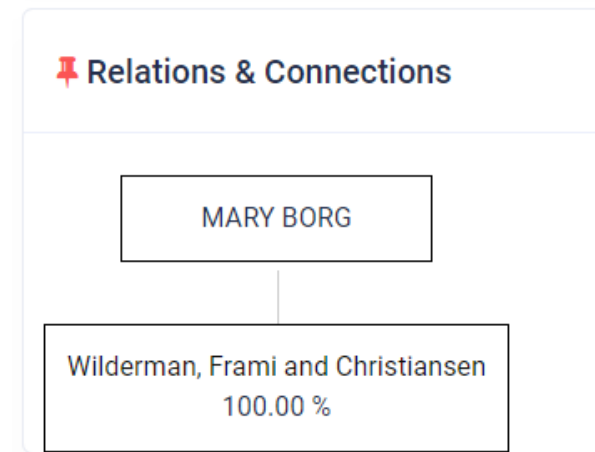 Relations & Connections
MARY BORG
Wilderman, Frami and Christiansen
100.00 %